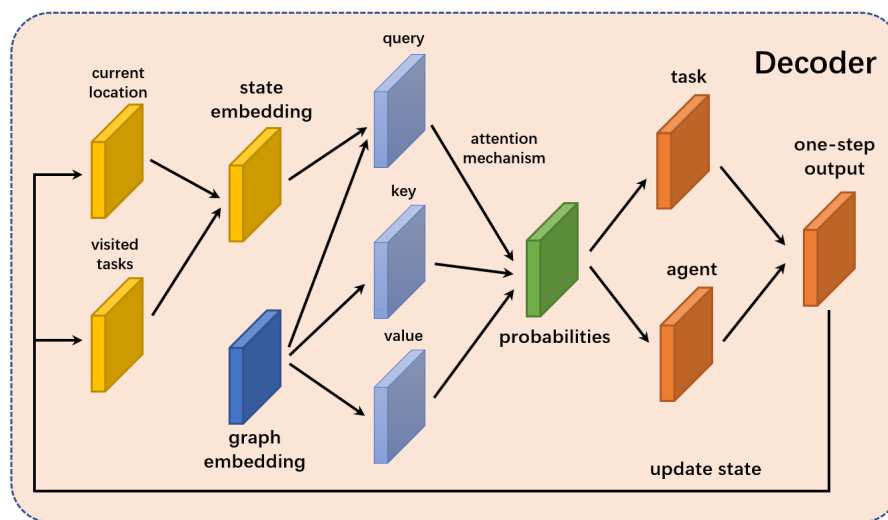 Decoder
current
location
visited
tasks
state
embedding
graph
embedding
query
key
value
attention
mechanism
probabilities
task
agent
one-step
output
update state